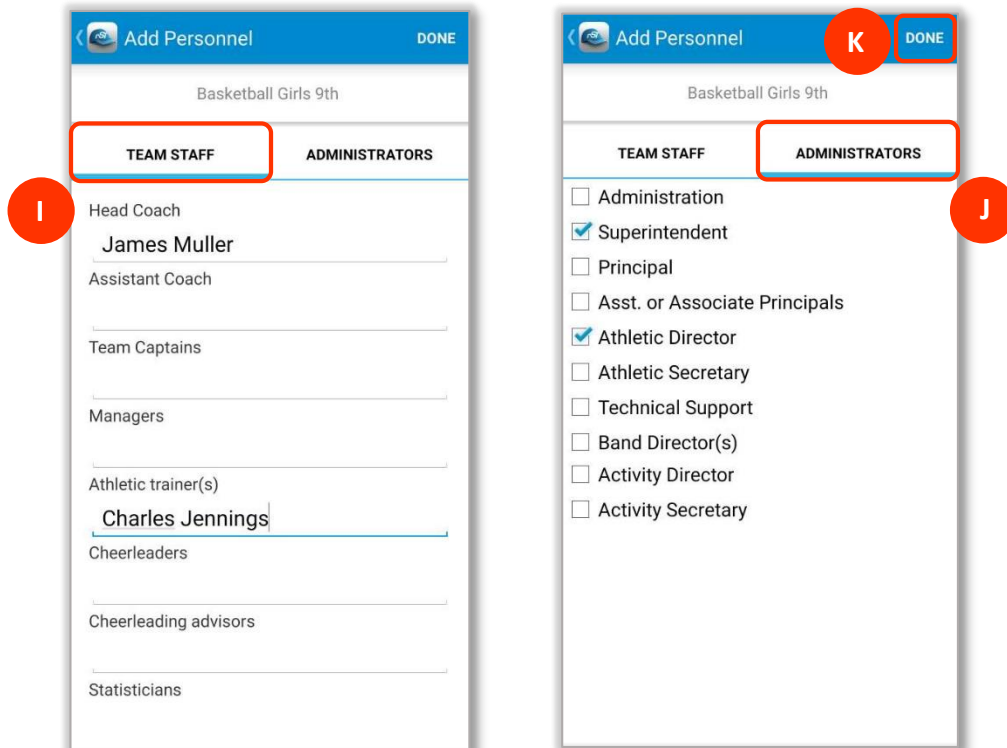 Add Personnel
DONE
Basketball Girls 9th
TEAM STAFF
ADMINISTRATORS
I
Head Coach
James Muller
Assistant Coach
Team Captains
Managers
Athletic trainer(s)
Charles Jennings
Cheerleaders
Cheerleading advisors
Statisticians
Add Personnel
K
DONE
Basketball Girls 9th
TEAM STAFF
ADMINISTRATORS
J
Administration
Superintendent
Principal
Asst. or Associate Principals
Athletic Director
Athletic Secretary
Technical Support
Band Director(s)
Activity Director
Activity Secretary